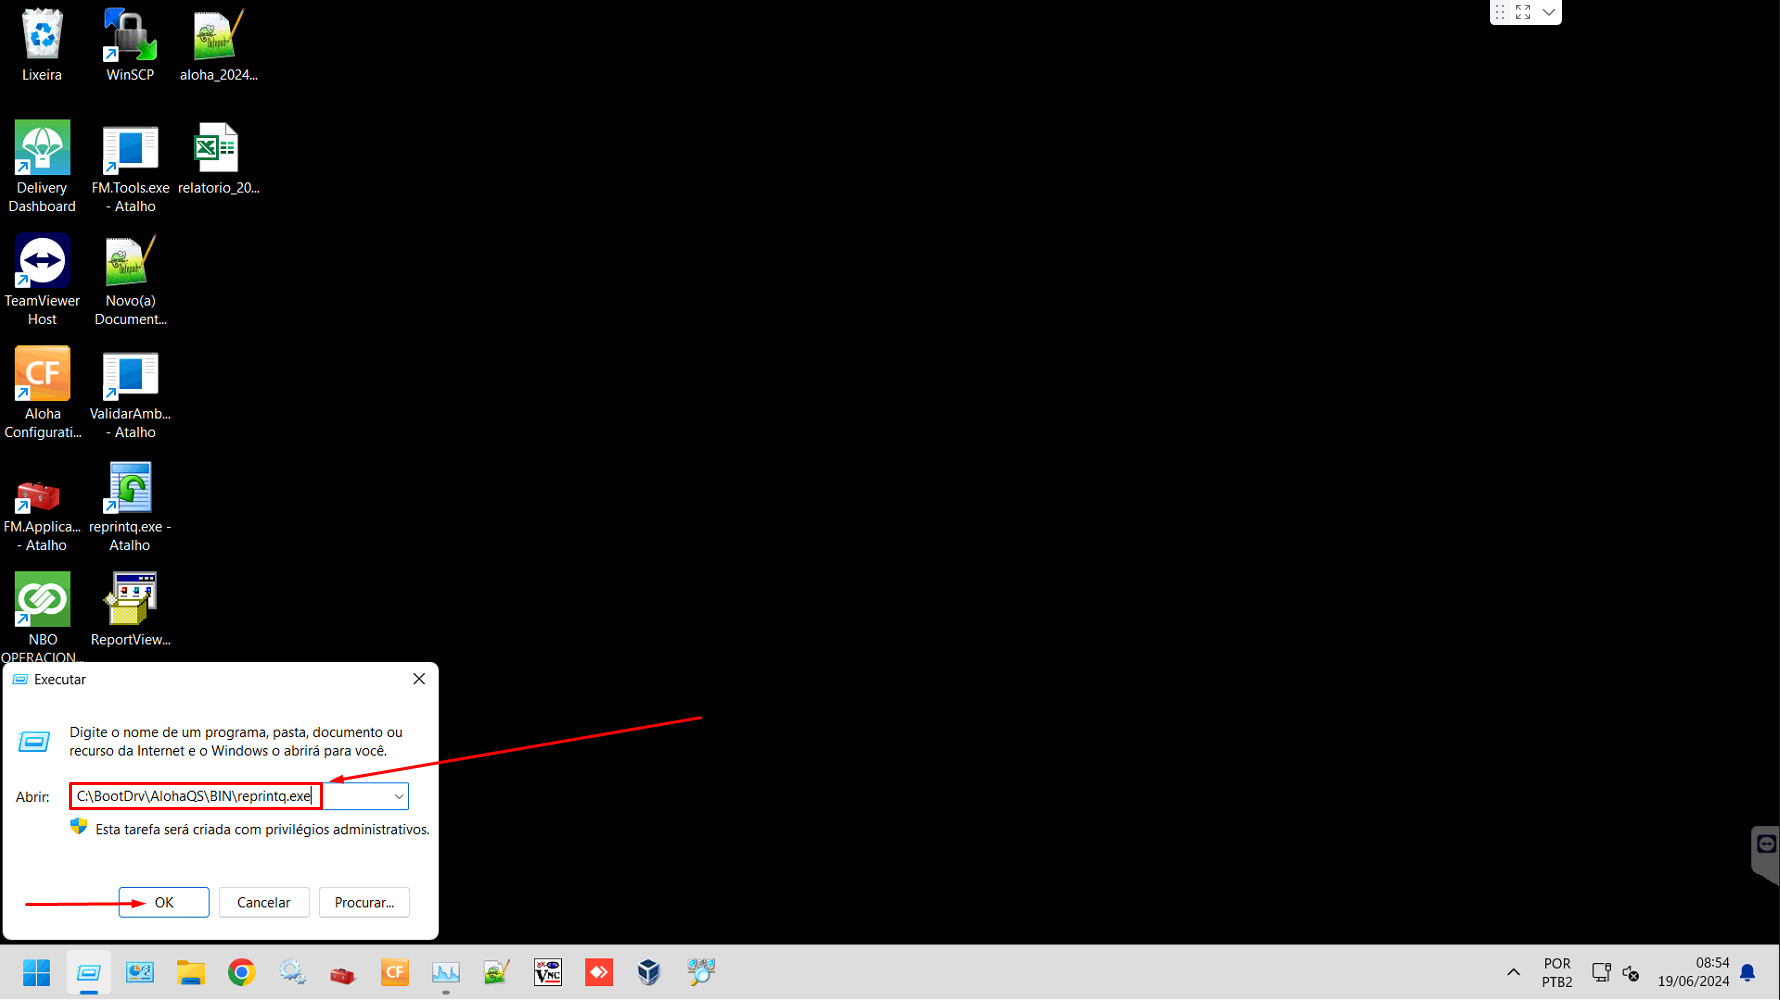 Lixeira
WinSCP
aloha_2024...
Delivery
Dashboard
FM.Tools.exe
- Atalho
relatorio_20...
TeamViewer
Host
Novo(a)
Document...
CF
Aloha
Configurati...
ValidarAmb...
- Atalho
FM.Applica...
- Atalho
reprintq.exe -
Atalho
NBO
OPERACION...
ReportView...
Executar
Digite o nome de um programa, pasta, documento ou
recurso da Internet e o Windows o abrirá para você.
Abrir:
C:\BootDrv\AlohaQS\BIN\reprintq.exe
Esta tarefa será criada com privilégios administrativos.
OK
Cancelar
Procurar...
CF
VNC
POR
PTB2
08:54
19/06/2024